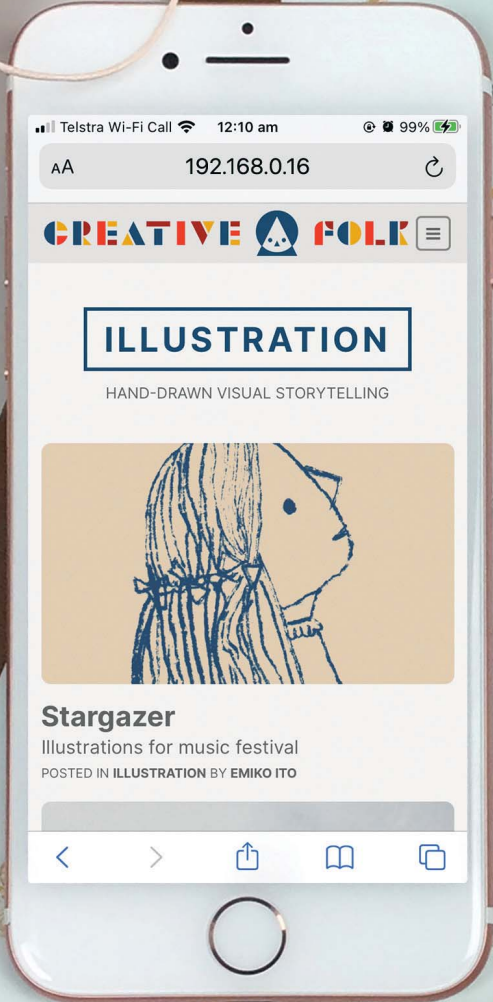 Telstra Wi-Fi Call 12:10 am 99%
AA 192.168.0.16
CREATIVE FOLK
ILLUSTRATION
HAND-DRAWN VISUAL STORYTELLING
Stargazer
Illustrations for music festival
POSTED IN ILLUSTRATION BY EMIKO ITO